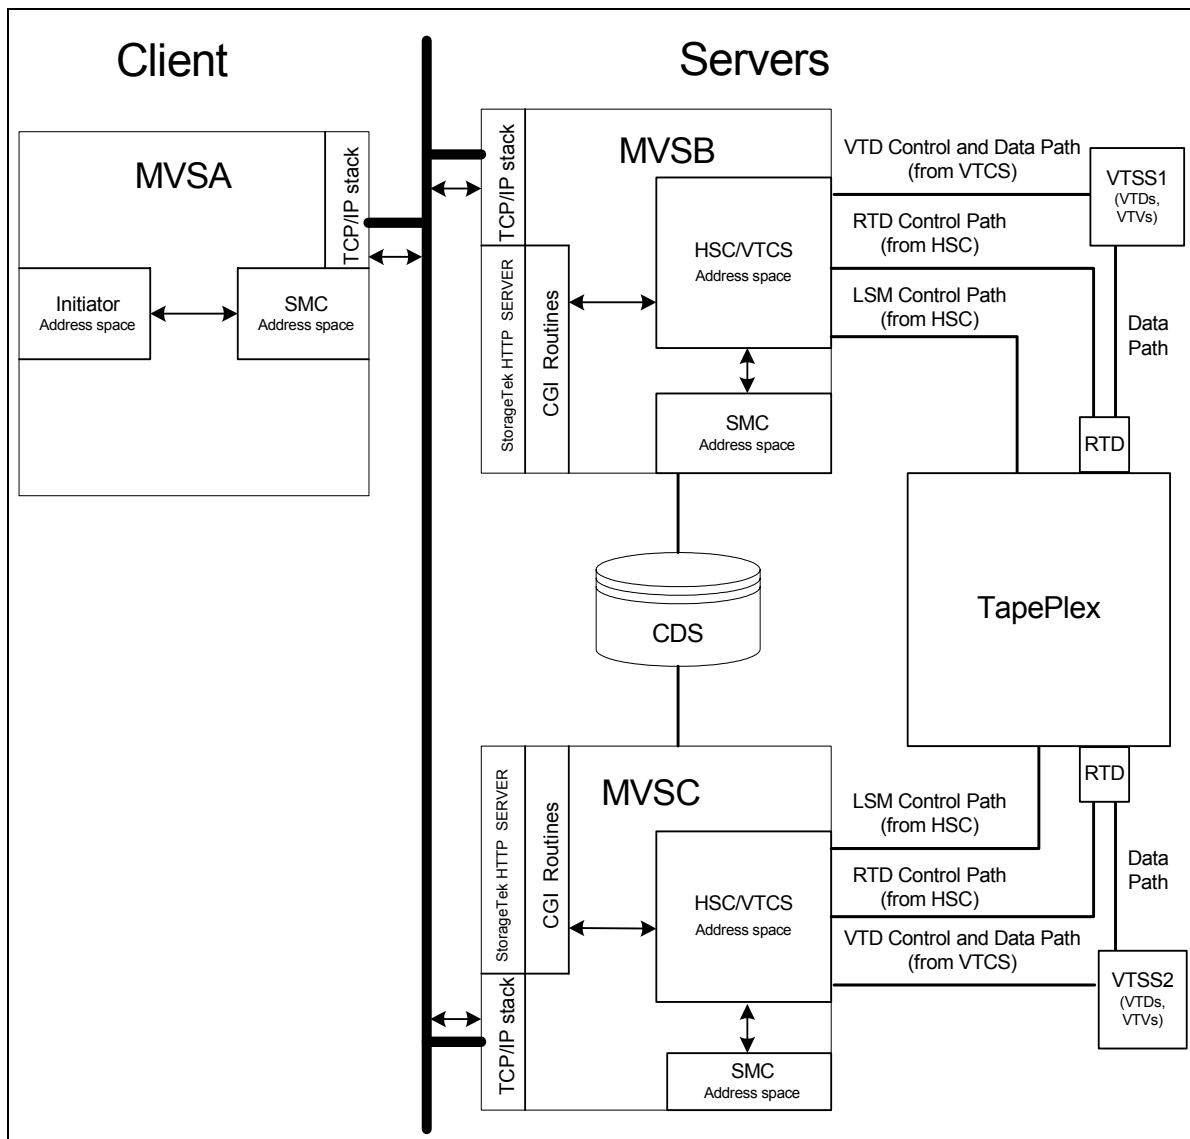 Client
Servers
MVSA
TCP/IP stack
Initiator
Address space
SMC
Address space
TCP/IP stack
MVSB
StorageTek HTTP SERVER
CGI Routines
HSC/VTCS
Address space
SMC
Address space
VTD Control and Data Path
(from VTCS)
RTD Control Path
(from HSC)
LSM Control Path
(from HSC)
VTSS1
(VTDs,
VTVs)
Data
Path
RTD
TapePlex
CDS
RTD
StorageTek HTTP SERVER
CGI Routines
MVSC
TCP/IP stack
HSC/VTCS
Address space
SMC
Address space
LSM Control Path
(from HSC)
RTD Control Path
(from HSC)
VTD Control and Data Path
(from VTCS)
Data
Path
VTSS2
(VTDs,
VTVs)